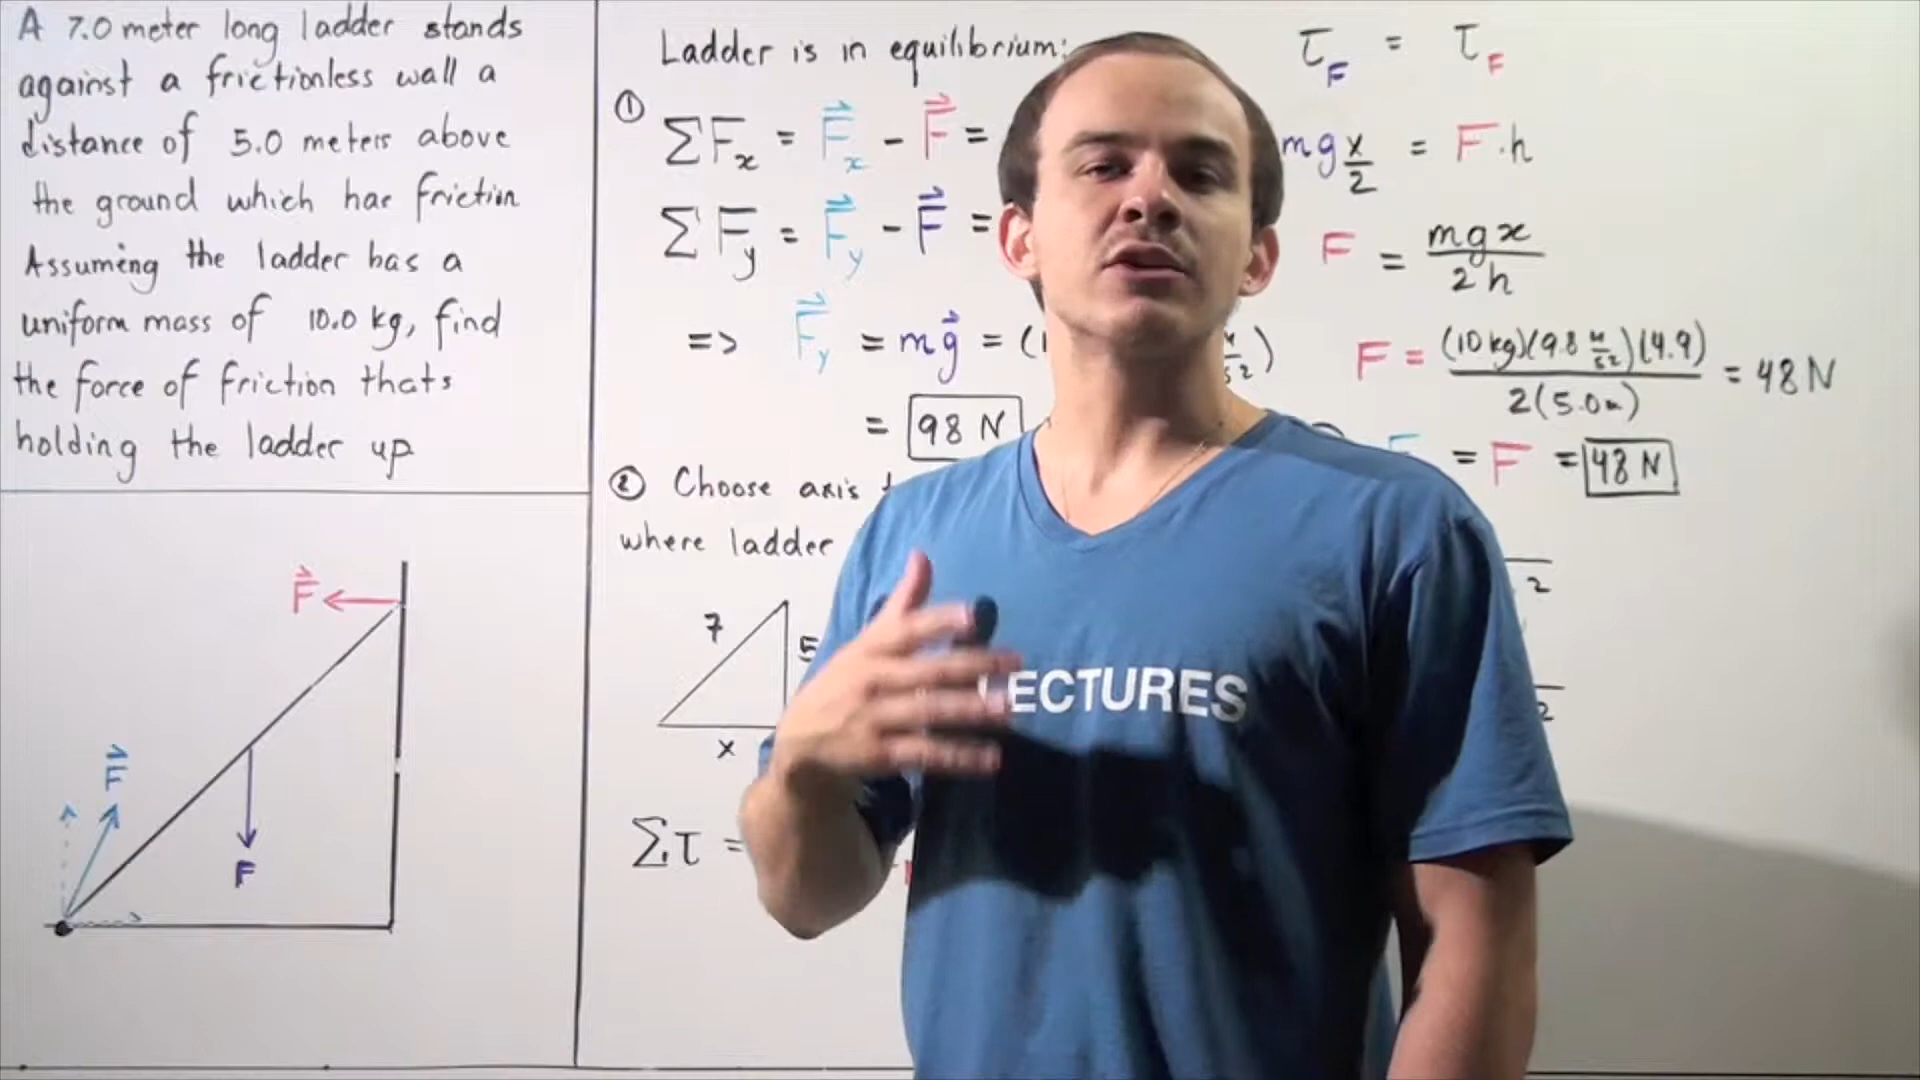 A 7.0 meter long ladder stands
against a frictionless wall a
distance of 5.0 meters above
the ground which has friction
Assuming the ladder has a
uniform mass of 10.0 kg, find
the force of friction thats
holding the ladder up
F
F
F
Ladder is in equilibrium:
① ΣFx = Fx - F =
ΣFy = Fy - F =
=> Fy = mg = (
= 98 N
② Choose axis
where ladder
7
5
x
Στ =
τF = τF
mg x/2 = F·h
F = mgx/2h
F = (10 kg)(9.8 m/s2)(4.9)/2(5.0m) = 48 N
= F = 48 N
2
2
LECTURES